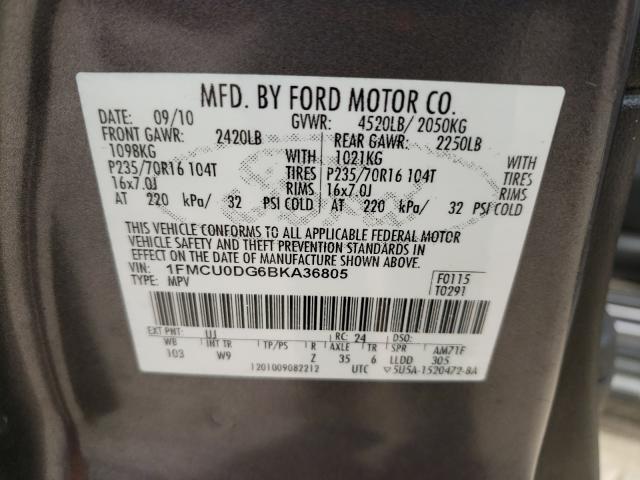 MFD. BY FORD MOTOR CO.
DATE: 09/10 GVWR: 4520LB/ 2050KG
FRONT GAWR: 2420LB REAR GAWR: 2250LB
1098KG WITH 1021KG WITH
P235/70R16 104T TIRES P235/70R16 104T TIRES
16x7.0J RIMS 16x7.0J RIMS
AT 220 kPa/ 32 PSI COLD AT 220 kPa/ 32 PSI COLD
THIS VEHICLE CONFORMS TO ALL APPLICABLE FEDERAL MOTOR
VEHICLE SAFETY AND THEFT PREVENTION STANDARDS IN
EFFECT ON THE DATE OF MANUFACTURE SHOWN ABOVE.
VIN: 1FMCU0DG6BKA36805 F0115
TYPE: MPV T0291
EXT PNT: UJ RC: 24 DSO:
WB INT TR TP/PS R AXLE TR SPR AM71F
103 W9 Z 35 6 LLDD 305
1201009082212 UTC ▽5U5A-1520472-8A